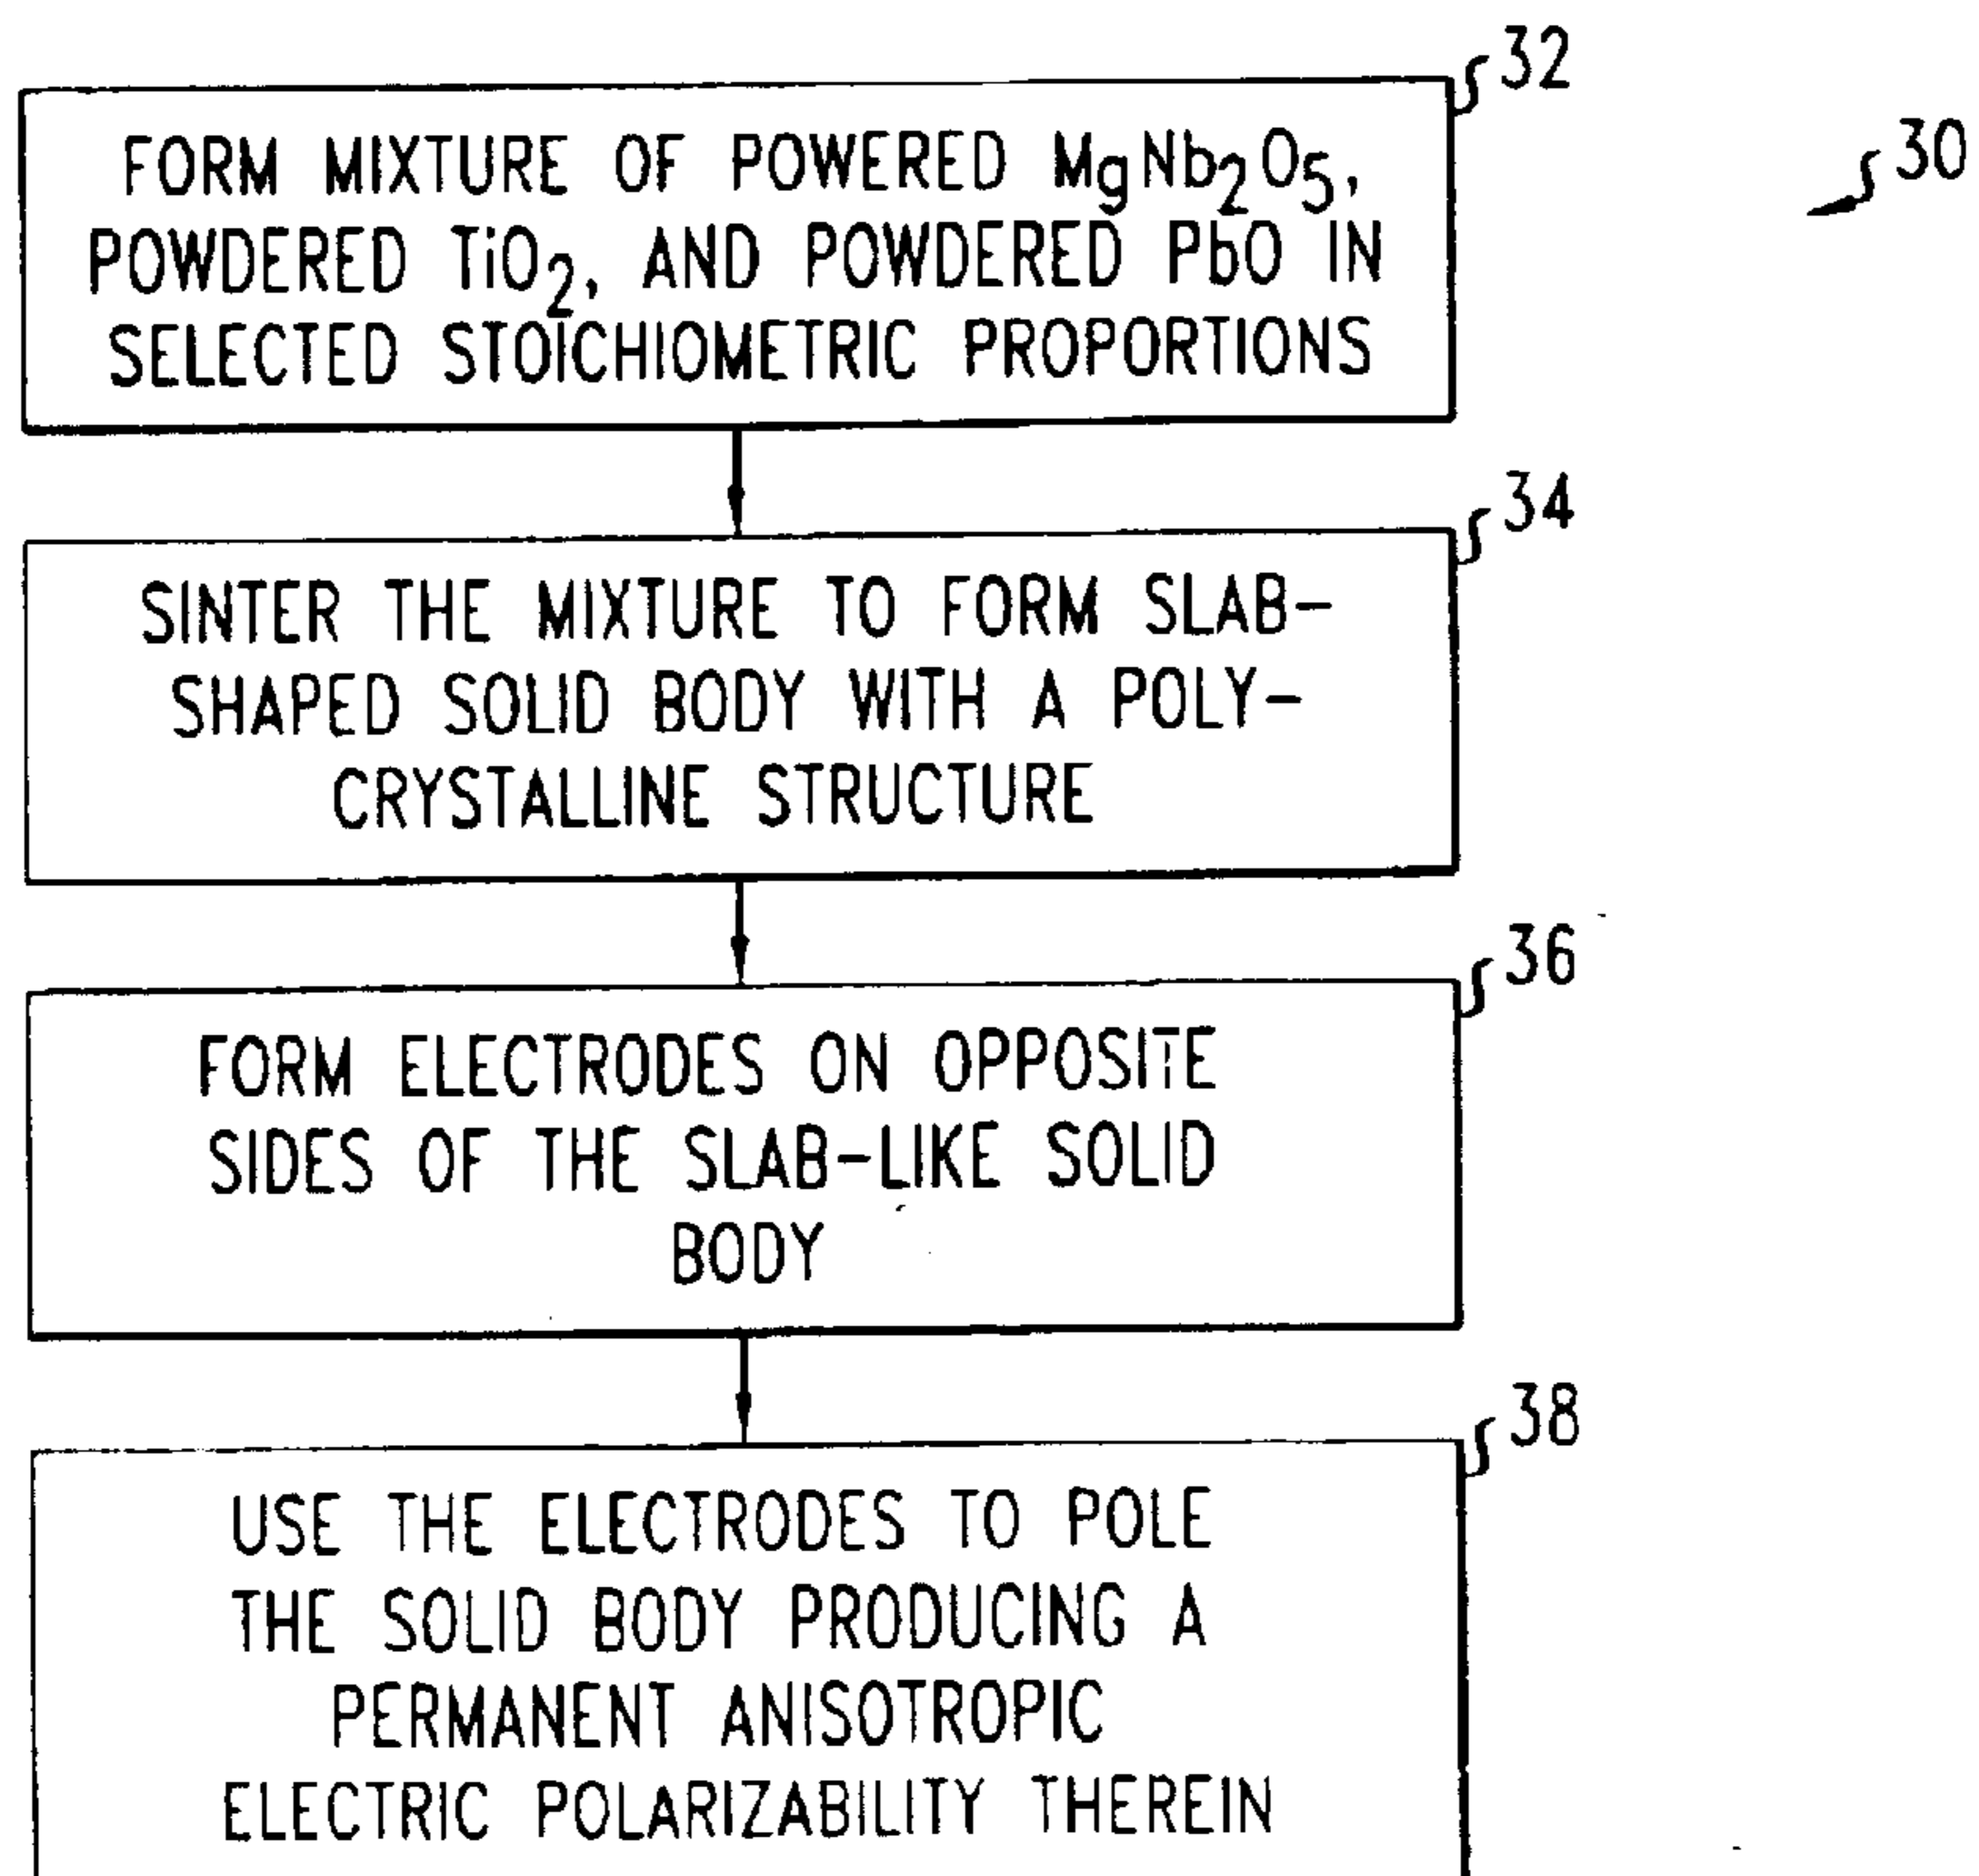 32
30
FORM MIXTURE OF POWERED MgNb₂O₅,
POWDERED TiO₂, AND POWDERED PbO IN
SELECTED STOICHIOMETRIC PROPORTIONS
34
SINTER THE MIXTURE TO FORM SLAB-
SHAPED SOLID BODY WITH A POLY-
CRYSTALLINE STRUCTURE
36
FORM ELECTRODES ON OPPOSITE
SIDES OF THE SLAB-LIKE SOLID
BODY
38
USE THE ELECTRODES TO POLE
THE SOLID BODY PRODUCING A
PERMANENT ANISOTROPIC
ELECTRIC POLARIZABILITY THEREIN